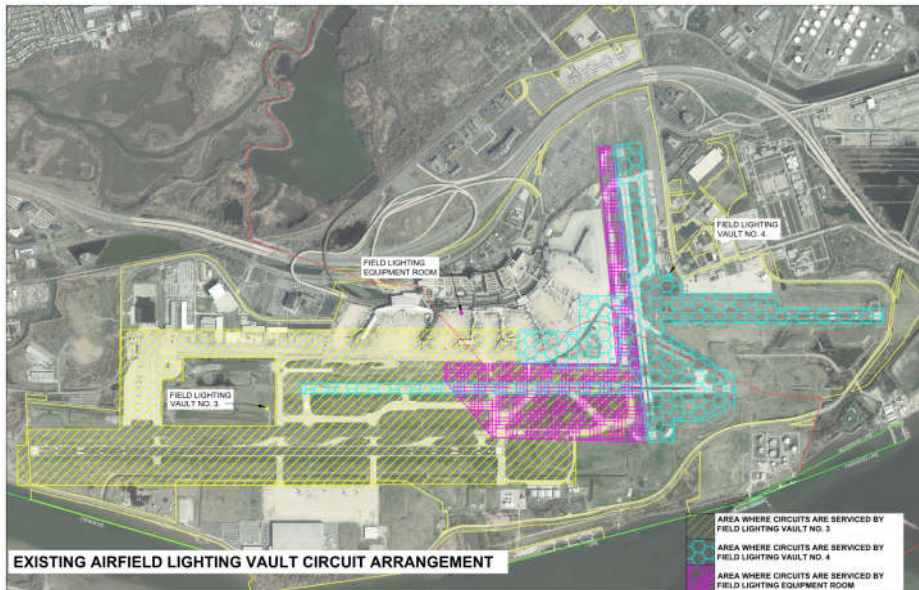 FIELD LIGHTING
VAULT NO. 4.
FIELD LIGHTING
EQUIPMENT ROOM
FIELD LIGHTING
VAULT NO. 3.
AREA WHERE CIRCUITS ARE SERVICED BY
FIELD LIGHTING VAULT NO. 3
AREA WHERE CIRCUITS ARE SERVICED BY
FIELD LIGHTING VAULT NO. 4
AREA WHERE CIRCUITS ARE SERVICED BY
FIELD LIGHTING EQUIPMENT ROOM
EXISTING AIRFIELD LIGHTING VAULT CIRCUIT ARRANGEMENT